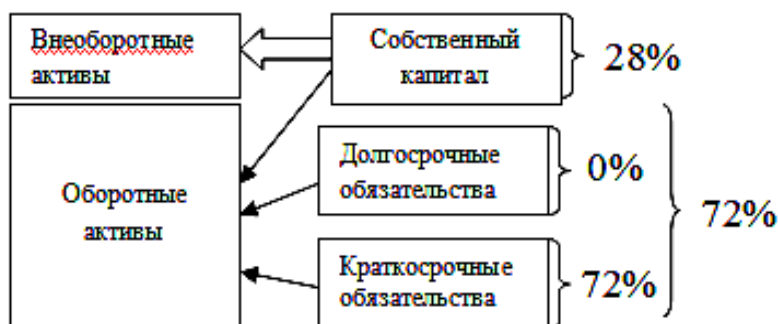 Внеоборотные
активы
Собственный
капитал
28%
Оборотные
активы
Долгосрочные
обязательства
0%
72%
Краткосрочные
обязательства
72%